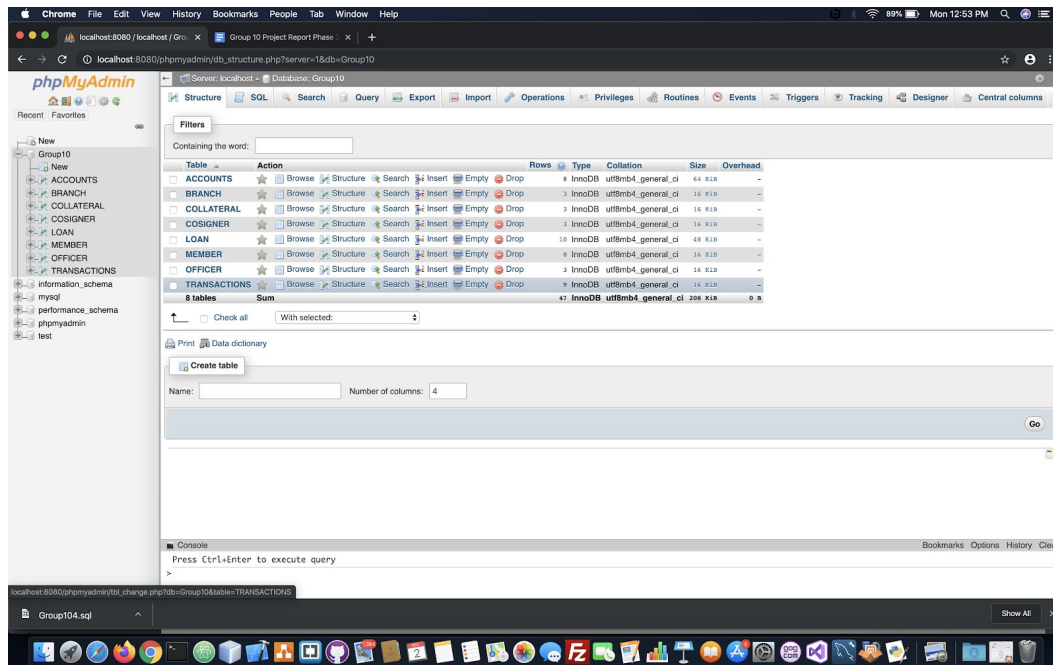 Chrome File Edit View History Bookmarks People Tab Window Help 89% Mon 12:53 PM
localhost:8080 / localhost / Grou X Group 10 Project Report Phase X +
localhost:8080/phpmyadmin/db_structure.php?server=1&db=Group10
phpMyAdmin
Recent Favorites
New
Group10
New
ACCOUNTS
BRANCH
COLLATERAL
COSIGNER
LOAN
MEMBER
OFFICER
TRANSACTIONS
information_schema
mysql
performance_schema
phpmyadmin
test
Server: localhost » Database: Group10
Structure SQL Search Query Export Import Operations Privileges Routines Events Triggers Tracking Designer Central columns
Filters
Containing the word:
Table Action Rows Type Collation Size Overhead
ACCOUNTS Browse Structure Search Insert Empty Drop 8 InnoDB utf8mb4_general_ci 64 KiB -
BRANCH Browse Structure Search Insert Empty Drop 3 InnoDB utf8mb4_general_ci 16 KiB -
COLLATERAL Browse Structure Search Insert Empty Drop 3 InnoDB utf8mb4_general_ci 16 KiB -
COSIGNER Browse Structure Search Insert Empty Drop 3 InnoDB utf8mb4_general_ci 16 KiB -
LOAN Browse Structure Search Insert Empty Drop 10 InnoDB utf8mb4_general_ci 48 KiB -
MEMBER Browse Structure Search Insert Empty Drop 8 InnoDB utf8mb4_general_ci 16 KiB -
OFFICER Browse Structure Search Insert Empty Drop 3 InnoDB utf8mb4_general_ci 16 KiB -
TRANSACTIONS Browse Structure Search Insert Empty Drop 9 InnoDB utf8mb4_general_ci 16 KiB -
8 tables Sum 47 InnoDB utf8mb4_general_ci 208 KiB 0 B
Check all With selected:
Print Data dictionary
Create table
Name: Number of columns: 4
Go
Console Bookmarks Options History Clea
Press Ctrl+Enter to execute query
>
localhost:8080/phpmyadmin/tbl_change.php?db=Group10&table=TRANSACTIONS
Group104.sql Show All